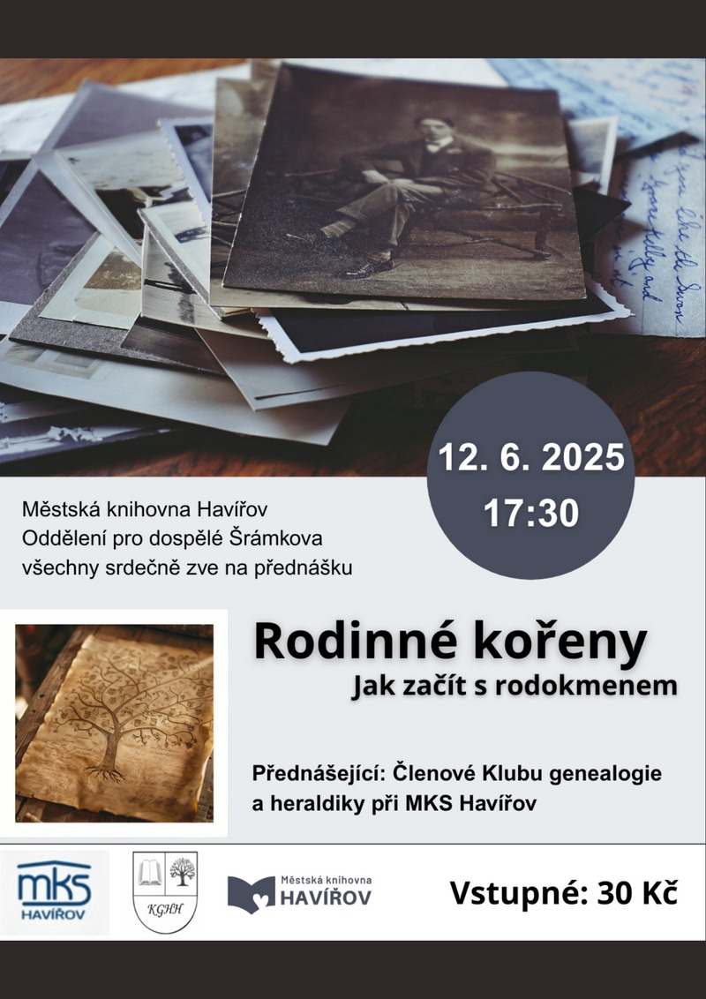 12. 6. 2025
17:30
Městská knihovna Havířov
Oddělení pro dospělé Šrámkova
všechny srdečně zve na přednášku
Rodinné kořeny
Jak začít s rodokmenem
Přednášející: Členové Klubu genealogie
a heraldiky při MKS Havířov
mks
HAVÍŘOV
KGHH
Městská knihovna
HAVÍŘOV
Vstupné: 30 Kč